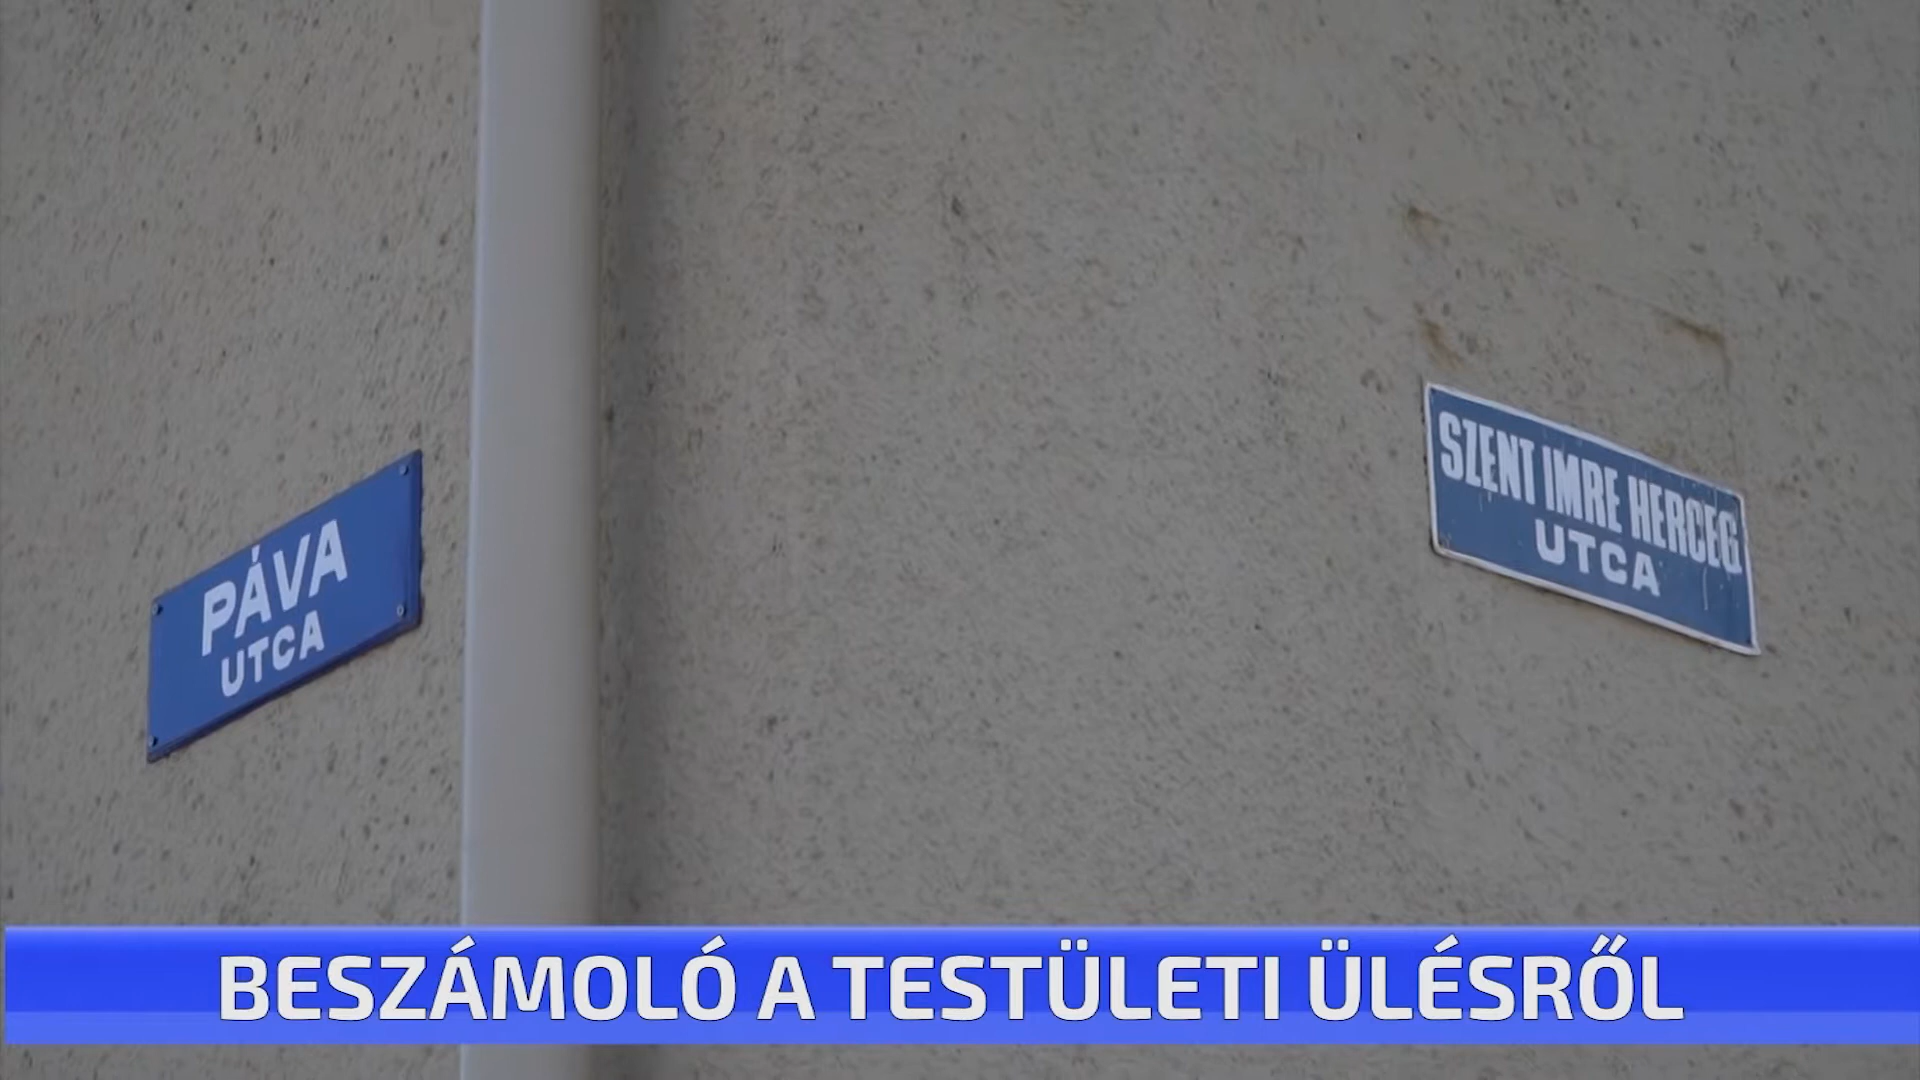 PÁVA
UTCA
SZENT IMRE HERCEG
UTCA
BESZÁMOLÓ A TESTÜLETI ÜLÉSRŐL